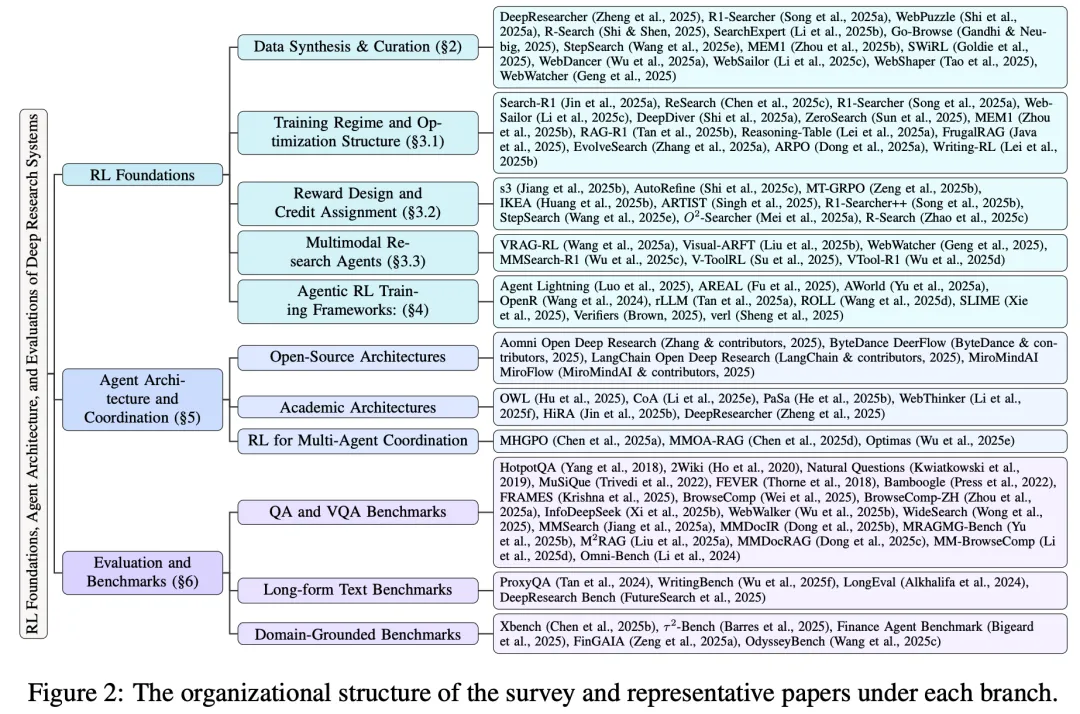 RL Foundations, Agent Architecture, and Evaluations of Deep Research Systems
RL Foundations
Data Synthesis & Curation (§2)
DeepResearcher (Zheng et al., 2025), R1-Searcher (Song et al., 2025a), WebPuzzle (Shi et al.,
2025a), R-Search (Shi & Shen, 2025), SearchExpert (Li et al., 2025b), Go-Browse (Gandhi & Neu-
big, 2025), StepSearch (Wang et al., 2025e), MEM1 (Zhou et al., 2025b), SWiRL (Goldie et al.,
2025), WebDancer (Wu et al., 2025a), WebSailor (Li et al., 2025c), WebShaper (Tao et al., 2025),
WebWatcher (Geng et al., 2025)
Training Regime and Op-
timization Structure (§3.1)
Search-R1 (Jin et al., 2025a), ReSearch (Chen et al., 2025c), R1-Searcher (Song et al., 2025a), Web-
Sailor (Li et al., 2025c), DeepDiver (Shi et al., 2025a), ZeroSearch (Sun et al., 2025), MEM1 (Zhou
et al., 2025b), RAG-R1 (Tan et al., 2025b), Reasoning-Table (Lei et al., 2025a), FrugalRAG (Java
et al., 2025), EvolveSearch (Zhang et al., 2025a), ARPO (Dong et al., 2025a), Writing-RL (Lei et al.,
2025b)
Reward Design and
Credit Assignment (§3.2)
s3 (Jiang et al., 2025b), AutoRefine (Shi et al., 2025c), MT-GRPO (Zeng et al., 2025b),
IKEA (Huang et al., 2025b), ARTIST (Singh et al., 2025), R1-Searcher++ (Song et al., 2025b),
StepSearch (Wang et al., 2025e), O²-Searcher (Mei et al., 2025a), R-Search (Zhao et al., 2025c)
Multimodal Re-
search Agents (§3.3)
VRAG-RL (Wang et al., 2025a), Visual-ARFT (Liu et al., 2025b), WebWatcher (Geng et al., 2025),
MMSearch-R1 (Wu et al., 2025c), V-ToolRL (Su et al., 2025), VTool-R1 (Wu et al., 2025d)
Agentic RL Train-
ing Frameworks: (§4)
Agent Lightning (Luo et al., 2025), AREAL (Fu et al., 2025), AWorld (Yu et al., 2025a),
OpenR (Wang et al., 2024), rLLM (Tan et al., 2025a), ROLL (Wang et al., 2025d), SLIME (Xie
et al., 2025), Verifiers (Brown, 2025), verl (Sheng et al., 2025)
Agent Archi-
tecture and
Coordination (§5)
Open-Source Architectures
Aomni Open Deep Research (Zhang & contributors, 2025), ByteDance DeerFlow (ByteDance & con-
tributors, 2025), LangChain Open Deep Research (LangChain & contributors, 2025), MiroMindAI
MiroFlow (MiroMindAI & contributors, 2025)
Academic Architectures
OWL (Hu et al., 2025), CoA (Li et al., 2025e), PaSa (He et al., 2025b), WebThinker (Li et al.,
2025f), HiRA (Jin et al., 2025b), DeepResearcher (Zheng et al., 2025)
RL for Multi-Agent Coordination
MHGPO (Chen et al., 2025a), MMOA-RAG (Chen et al., 2025d), Optimas (Wu et al., 2025e)
Evaluation and
Benchmarks (§6)
QA and VQA Benchmarks
HotpotQA (Yang et al., 2018), 2Wiki (Ho et al., 2020), Natural Questions (Kwiatkowski et al.,
2019), MuSiQue (Trivedi et al., 2022), FEVER (Thorne et al., 2018), Bamboogle (Press et al., 2022),
FRAMES (Krishna et al., 2025), BrowseComp (Wei et al., 2025), BrowseComp-ZH (Zhou et al.,
2025a), InfoDeepSeek (Xi et al., 2025b), WebWalker (Wu et al., 2025b), WideSearch (Wong et al.,
2025), MMSearch (Jiang et al., 2025a), MMDocIR (Dong et al., 2025b), MRAGMG-Bench (Yu
et al., 2025b), M²RAG (Liu et al., 2025a), MMDocRAG (Dong et al., 2025c), MM-BrowseComp (Li
et al., 2025d), Omni-Bench (Li et al., 2024)
Long-form Text Benchmarks
ProxyQA (Tan et al., 2024), WritingBench (Wu et al., 2025f), LongEval (Alkhalifa et al., 2024),
DeepResearch Bench (FutureSearch et al., 2025)
Domain-Grounded Benchmarks
Xbench (Chen et al., 2025b), τ²-Bench (Barres et al., 2025), Finance Agent Benchmark (Bigeard
et al., 2025), FinGAIA (Zeng et al., 2025a), OdysseyBench (Wang et al., 2025c)
Figure 2: The organizational structure of the survey and representative papers under each branch.